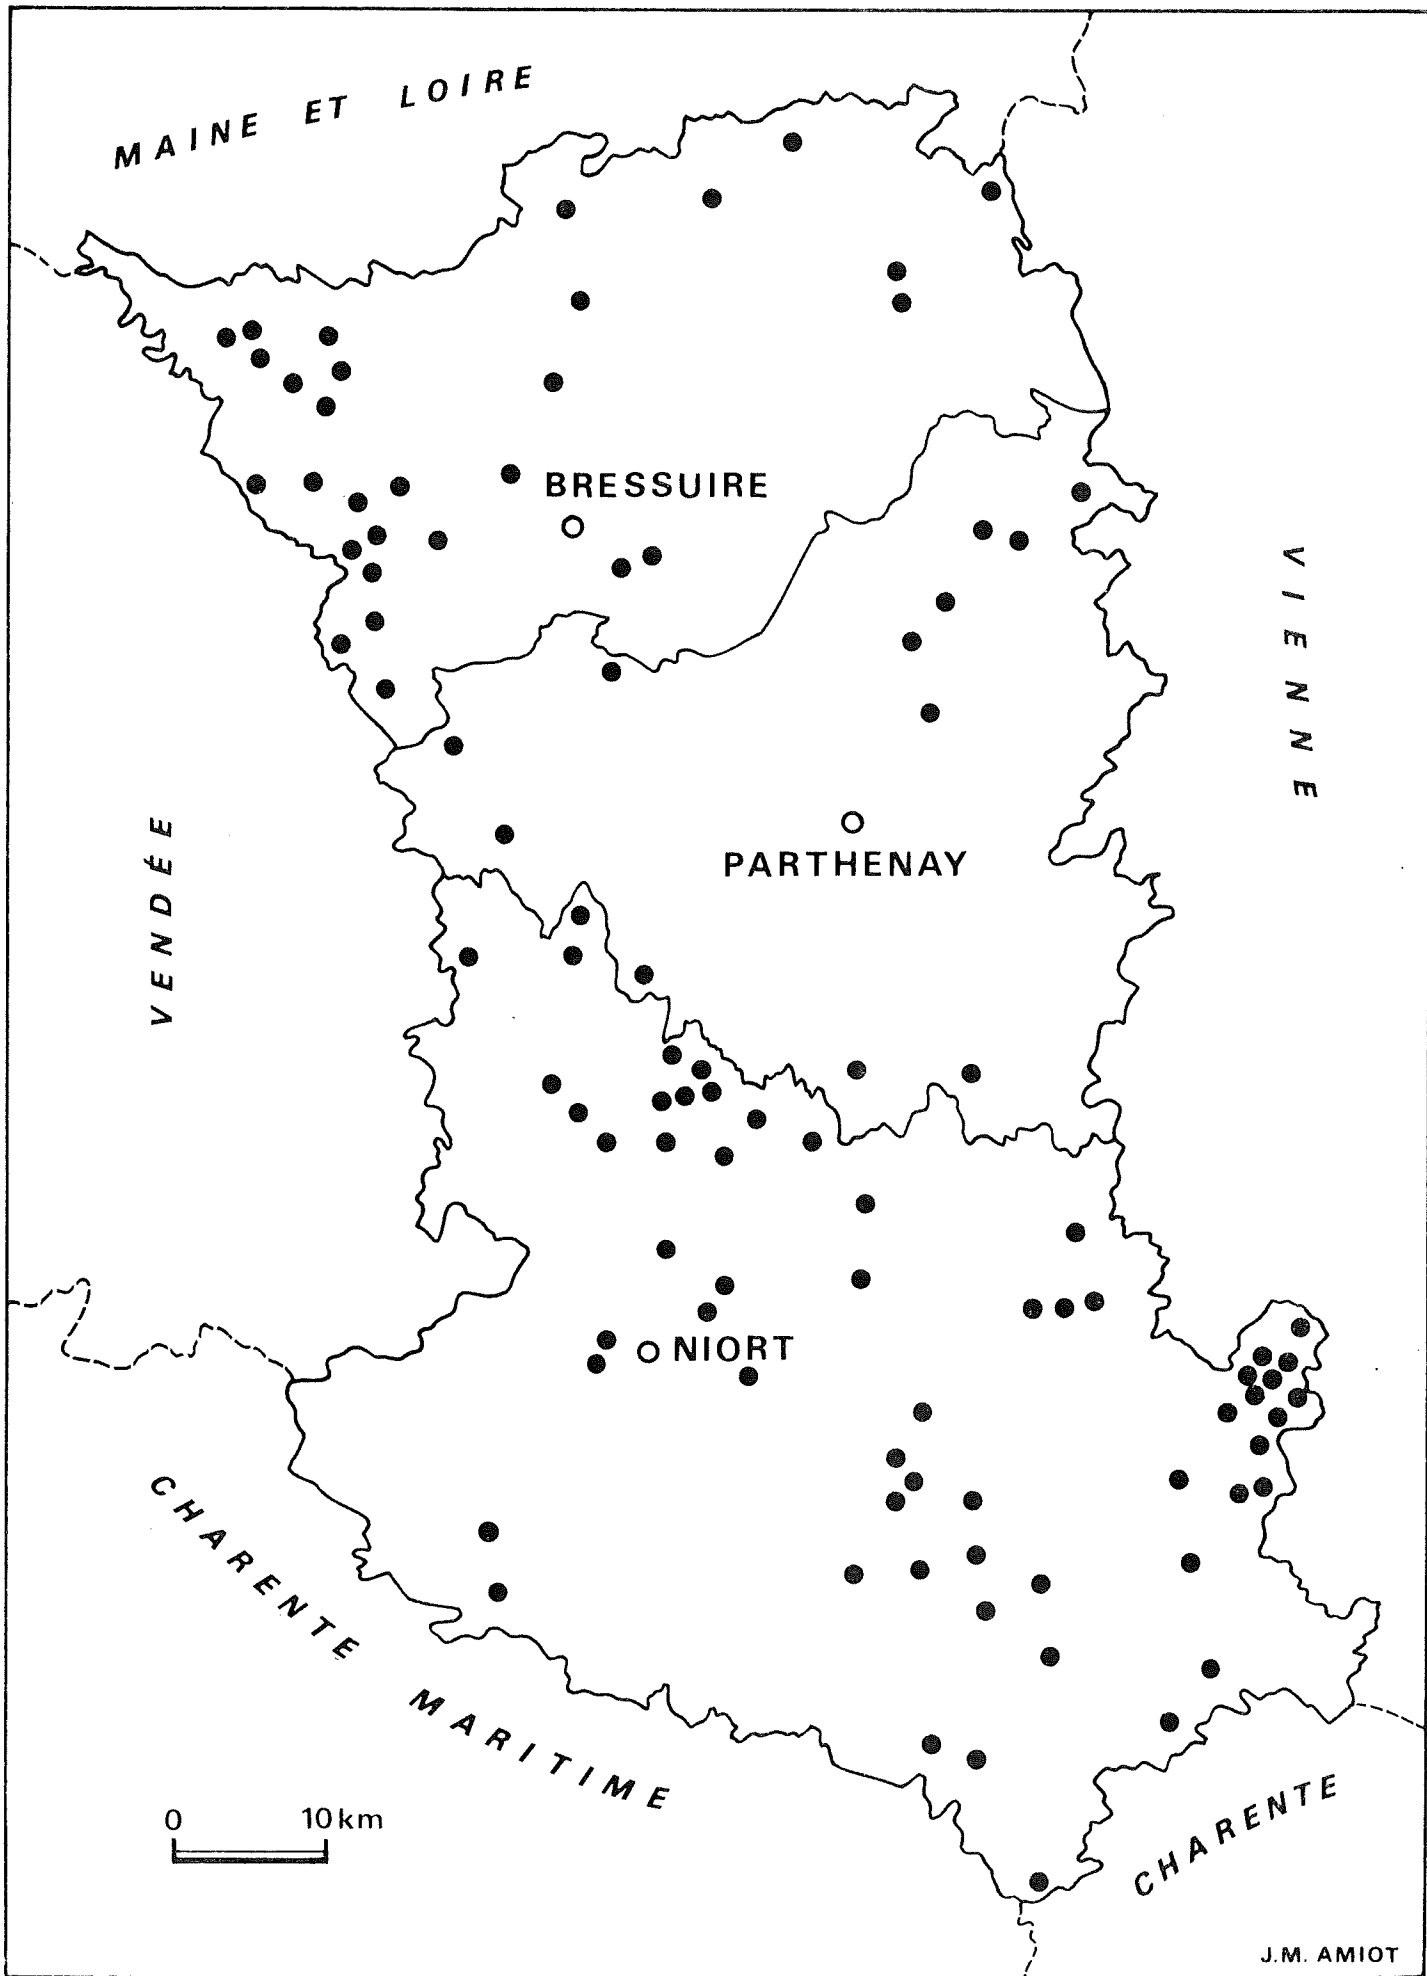 MAINE ET LOIRE
BRESSUIRE
VIENNE
PARTHENAY
VENDÉE
NIORT
CHARENTE MARITIME
0 10km
CHARENTE
J.M. AMIOT